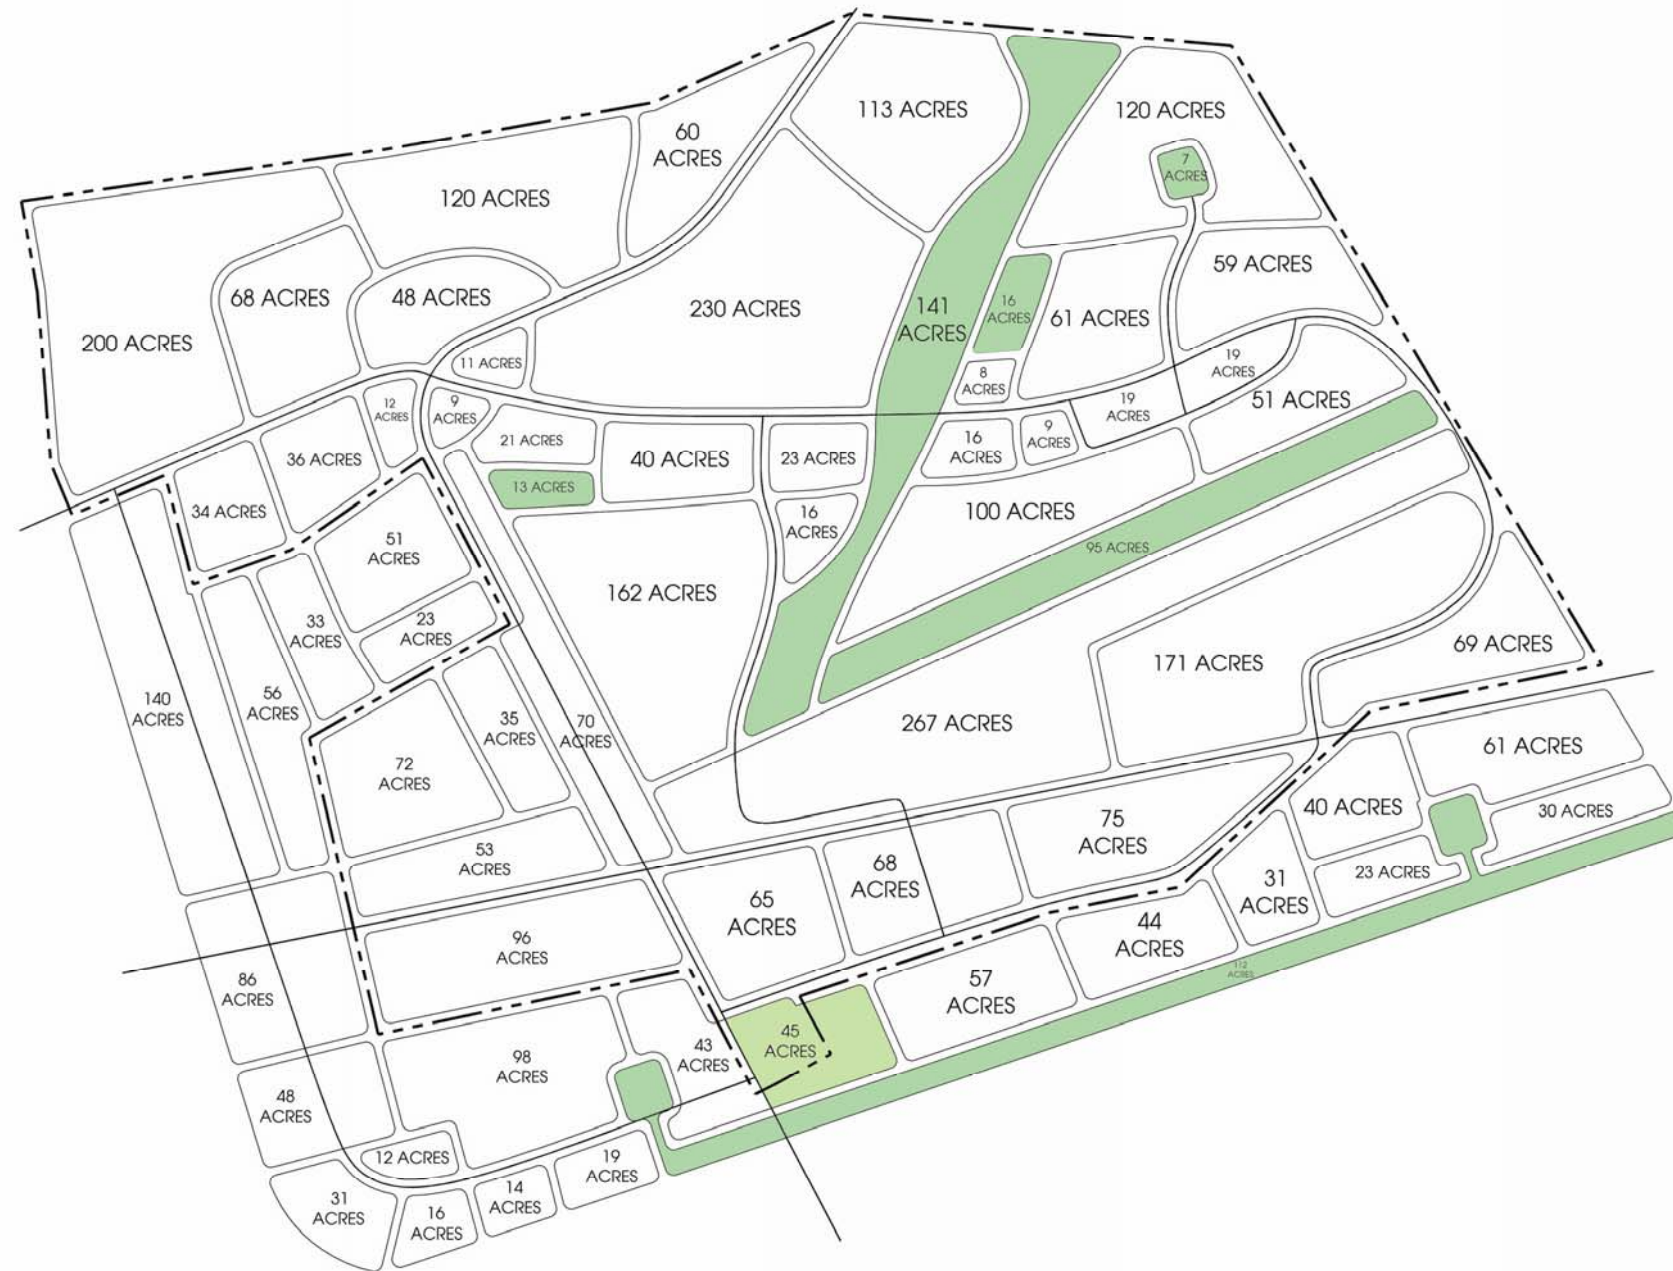 113 ACRES
120 ACRES
60
ACRES
7
ACRES
120 ACRES
59 ACRES
68 ACRES
48 ACRES
230 ACRES
141
ACRES
16
ACRES
61 ACRES
200 ACRES
11 ACRES
8
ACRES
19
ACRES
12
ACRES
9
ACRES
19
ACRES
51 ACRES
21 ACRES
40 ACRES
23 ACRES
16
ACRES
9
ACRES
36 ACRES
13 ACRES
34 ACRES
16
ACRES
100 ACRES
51
ACRES
95 ACRES
162 ACRES
33
ACRES
23
ACRES
69 ACRES
171 ACRES
140
ACRES
56
ACRES
35
ACRES
70
ACRES
267 ACRES
61 ACRES
72
ACRES
40 ACRES
30 ACRES
75
ACRES
53
ACRES
68
ACRES
23 ACRES
31
ACRES
65
ACRES
44
ACRES
96
ACRES
112
ACRES
86
ACRES
57
ACRES
45
ACRES
43
ACRES
98
ACRES
48
ACRES
12 ACRES
19
ACRES
14
ACRES
31
ACRES
16
ACRES